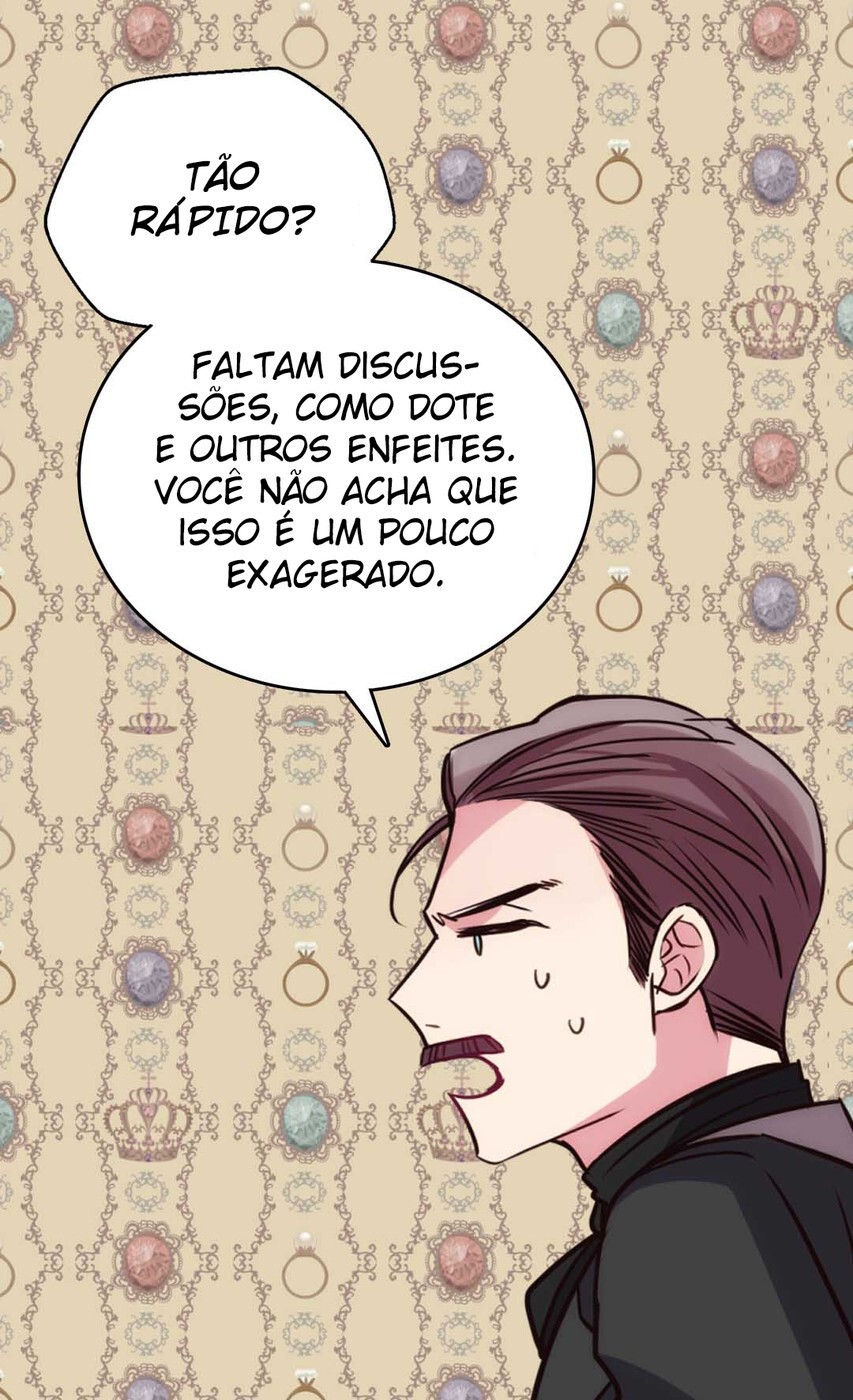 TÃO
RÁPIDO?
FALTAM DISCUS-
SÕES, COMO DOTE
E OUTROS ENFEITES.
VOCÊ NÃO ACHA QUE
ISSO É UM POUCO
EXAGERADO.